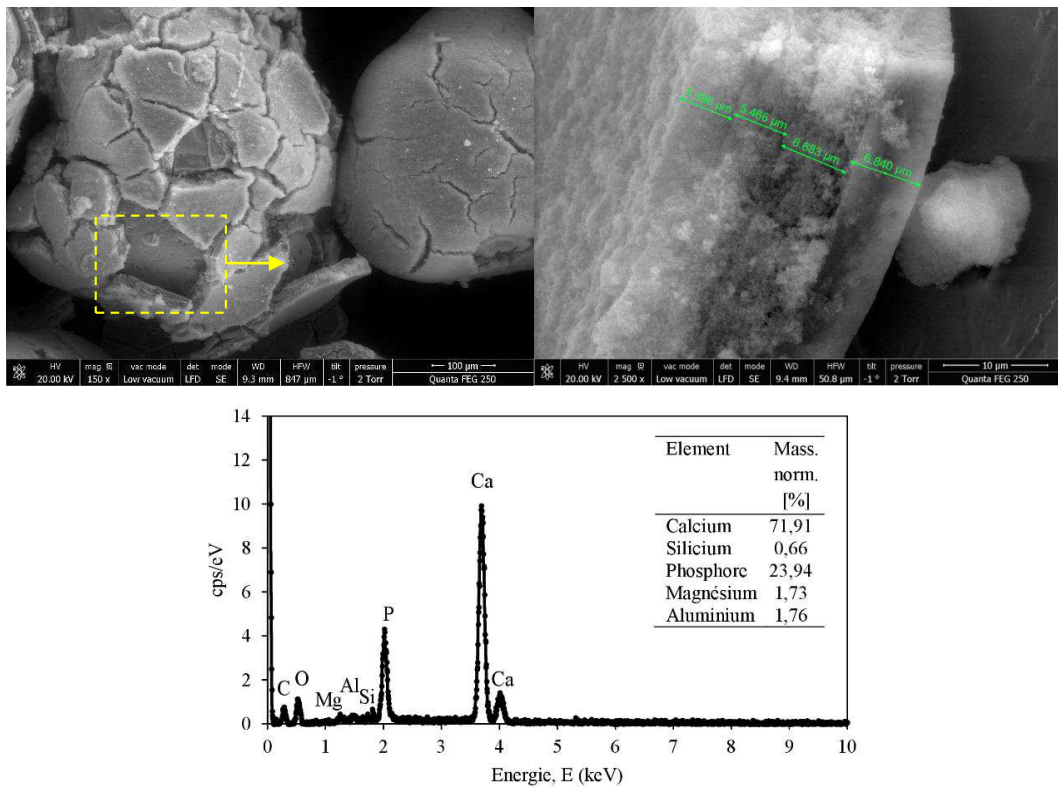 HV mag vac mode det mode WD HFW tilt pressure 100 µm
20.00 kV 150 x Low vacuum LFD SE 9.3 mm 847 µm -1 ° 2 Torr Quanta FEG 250
5.466 µm
6.683 µm
6.840 µm
HV mag vac mode det mode WD HFW tilt pressure 10 µm
20.00 kV 2 500 x Low vacuum LFD SE 9.4 mm 50.8 µm -1 ° 2 Torr Quanta FEG 250
14
12
10
8
6
4
2
0
cps/eV
C
O
Mg
Al
Si
P
Ca
Ca
Element Mass.
norm.
[%]
Calcium 71,91
Silicium 0,66
Phosphore 23,94
Magnésium 1,73
Aluminium 1,76
0 1 2 3 4 5 6 7 8 9 10
Energie, E (keV)